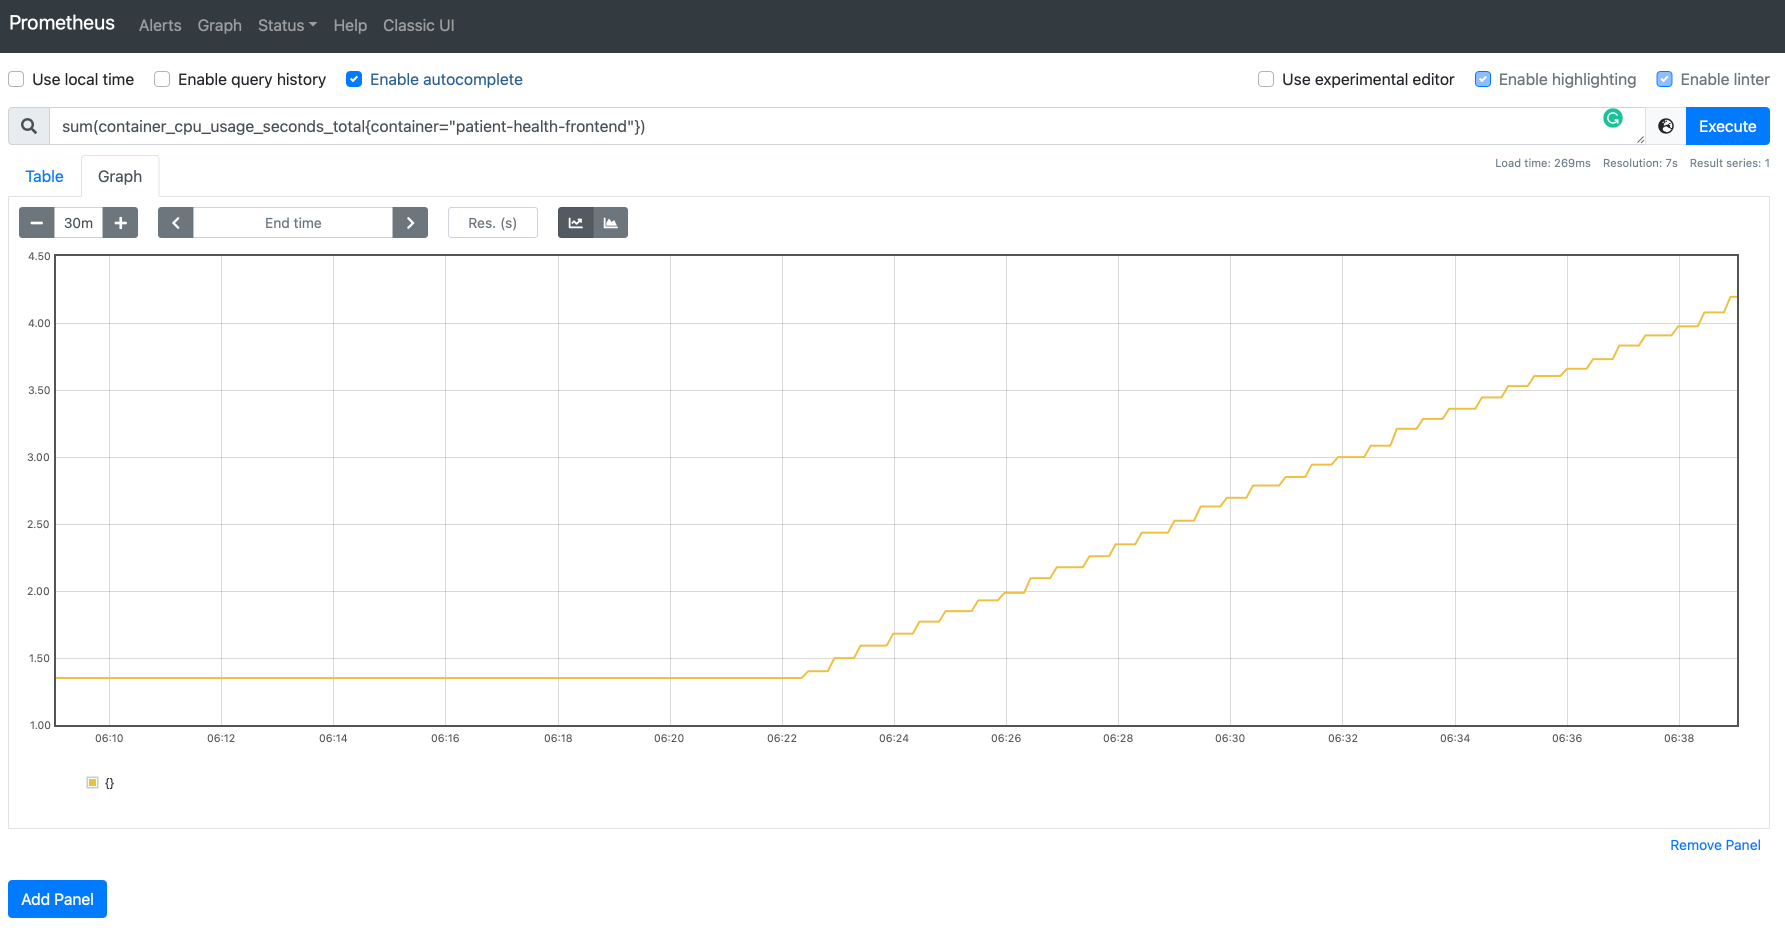 Prometheus Alerts Graph Status Help Classic UI
Use local time Enable query history Enable autocomplete Use experimental editor Enable highlighting Enable linter
sum(container_cpu_usage_seconds_total{container="patient-health-frontend"}) Execute
Table Graph Load time: 269ms Resolution: 7s Result series: 1
30m End time Res. (s)
4.50
4.00
3.50
3.00
2.50
2.00
1.50
1.00
06:10 06:12 06:14 06:16 06:18 06:20 06:22 06:24 06:26 06:28 06:30 06:32 06:34 06:36 06:38
{}
Remove Panel
Add Panel